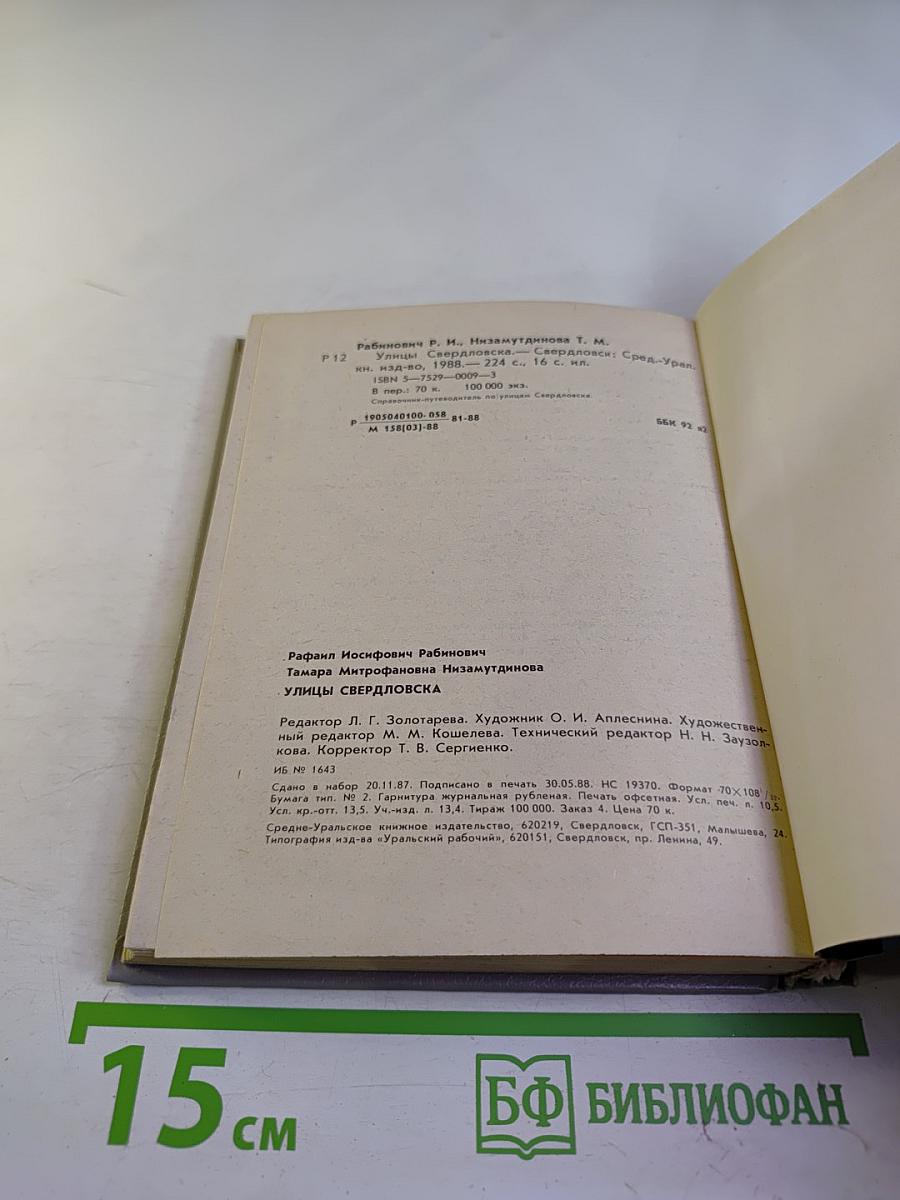 Рабинович Р. И., Низамутдинова Т. М.
Р 12 Улицы Свердловска.— Свердловск: Сред.-Урал.
кн. изд-во, 1988.— 224 с., 16 с. ил.
ISBN 5—7529—0009—3
В пер.: 70 к. 100 000 экз.
Справочник-путеводитель по улицам Свердловска.
Р 1905040100-058 81-88
М 158(03)-88
ББК 92 я2
Рафаил Иосифович Рабинович
Тамара Митрофановна Низамутдинова
УЛИЦЫ СВЕРДЛОВСКА
Редактор Л. Г. Золотарева. Художник О. И. Аплеснина. Художествен-
ный редактор М. М. Кошелева. Технический редактор Н. Н. Заузол-
кова. Корректор Т. В. Сергиенко.
ИБ № 1643
Сдано в набор 20.11.87. Подписано в печать 30.05.88. НС 19370. Формат 70×108¹/₃₂.
Бумага тип. № 2. Гарнитура журнальная рубленая. Печать офсетная. Усл. печ. л. 10,5.
Усл. кр.-отт. 13,5. Уч.-изд. л. 13,4. Тираж 100 000. Заказ 4. Цена 70 к.
Средне-Уральское книжное издательство, 620219, Свердловск, ГСП-351, Малышева, 24.
Типография изд-ва «Уральский рабочий», 620151, Свердловск, пр. Ленина, 49.
15 см
БФ БИБЛИОФАН